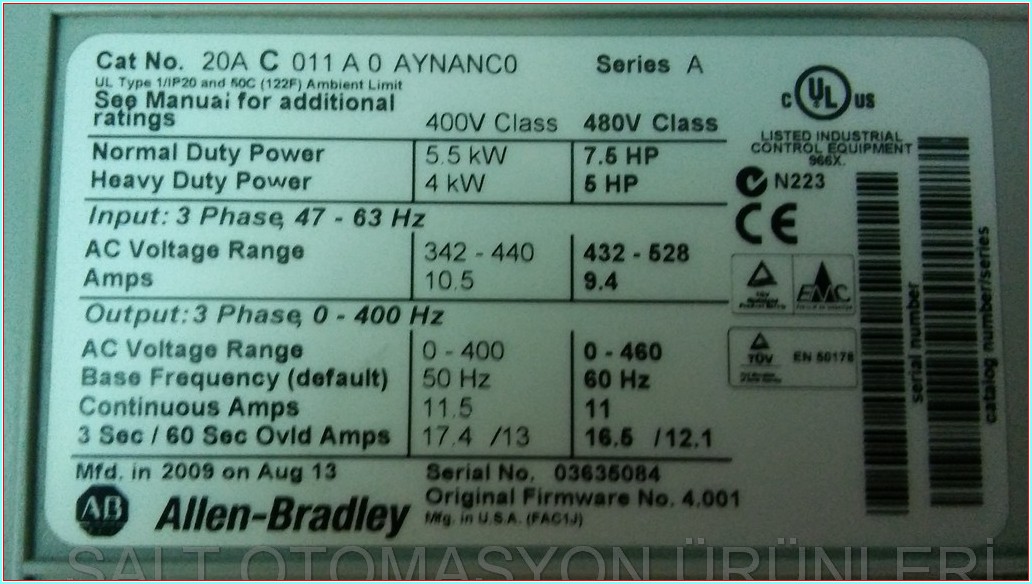 Cat No. 20A C 011 A 0 AYNANC0 Series A
UL Type 1/IP20 and 50C (122F) Ambient Limit
See Manual for additional
ratings
400V Class 480V Class
Normal Duty Power 5.5 kW 7.5 HP
Heavy Duty Power 4 kW 5 HP
Input: 3 Phase, 47 - 63 Hz
AC Voltage Range 342 - 440 432 - 528
Amps 10.5 9.4
Output: 3 Phase, 0 - 400 Hz
AC Voltage Range 0 - 400 0 - 460
Base Frequency (default) 50 Hz 60 Hz
Continuous Amps 11.5 11
3 Sec / 60 Sec Ovld Amps 17.4 /13 16.5 /12.1
Mfd. in 2009 on Aug 13 Serial No. 03635084
Original Firmware No. 4.001
AB Allen-Bradley Mfg. in U.S.A. (FAC1J)
C UL US
LISTED INDUSTRIAL
CONTROL EQUIPMENT
966X
N223
CE
EMC
TÜV EN 50178
serial number
catalog number/series
SALT OTOMASYON ÜRÜNLERİ